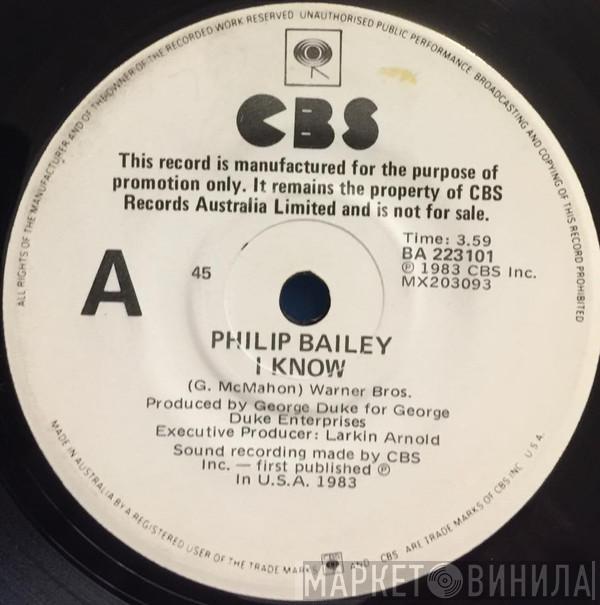 ALL RIGHTS OF THE MANUFACTURER AND OF THE OWNER OF THE RECORDED WORK RESERVED UNAUTHORISED PUBLIC PERFORMANCE BROADCASTING AND COPYING OF THIS RECORD PROHIBITED
CBS
This record is manufactured for the purpose of
promotion only. It remains the property of CBS
Records Australia Limited and is not for sale.
Time: 3.59
BA 223101
℗ 1983 CBS Inc.
MX203093
A
45
PHILIP BAILEY
I KNOW
(G. McMahon) Warner Bros.
Produced by George Duke for George
Duke Enterprises
Executive Producer: Larkin Arnold
Sound recording made by CBS
Inc. — first published ℗
In U.S.A. 1983
MADE IN AUSTRALIA BY A REGISTERED USER OF THE TRADE MARKS AND CBS ARE TRADE MARKS OF CBS INC U S A.
МАРКЕТ ВИНИЛА